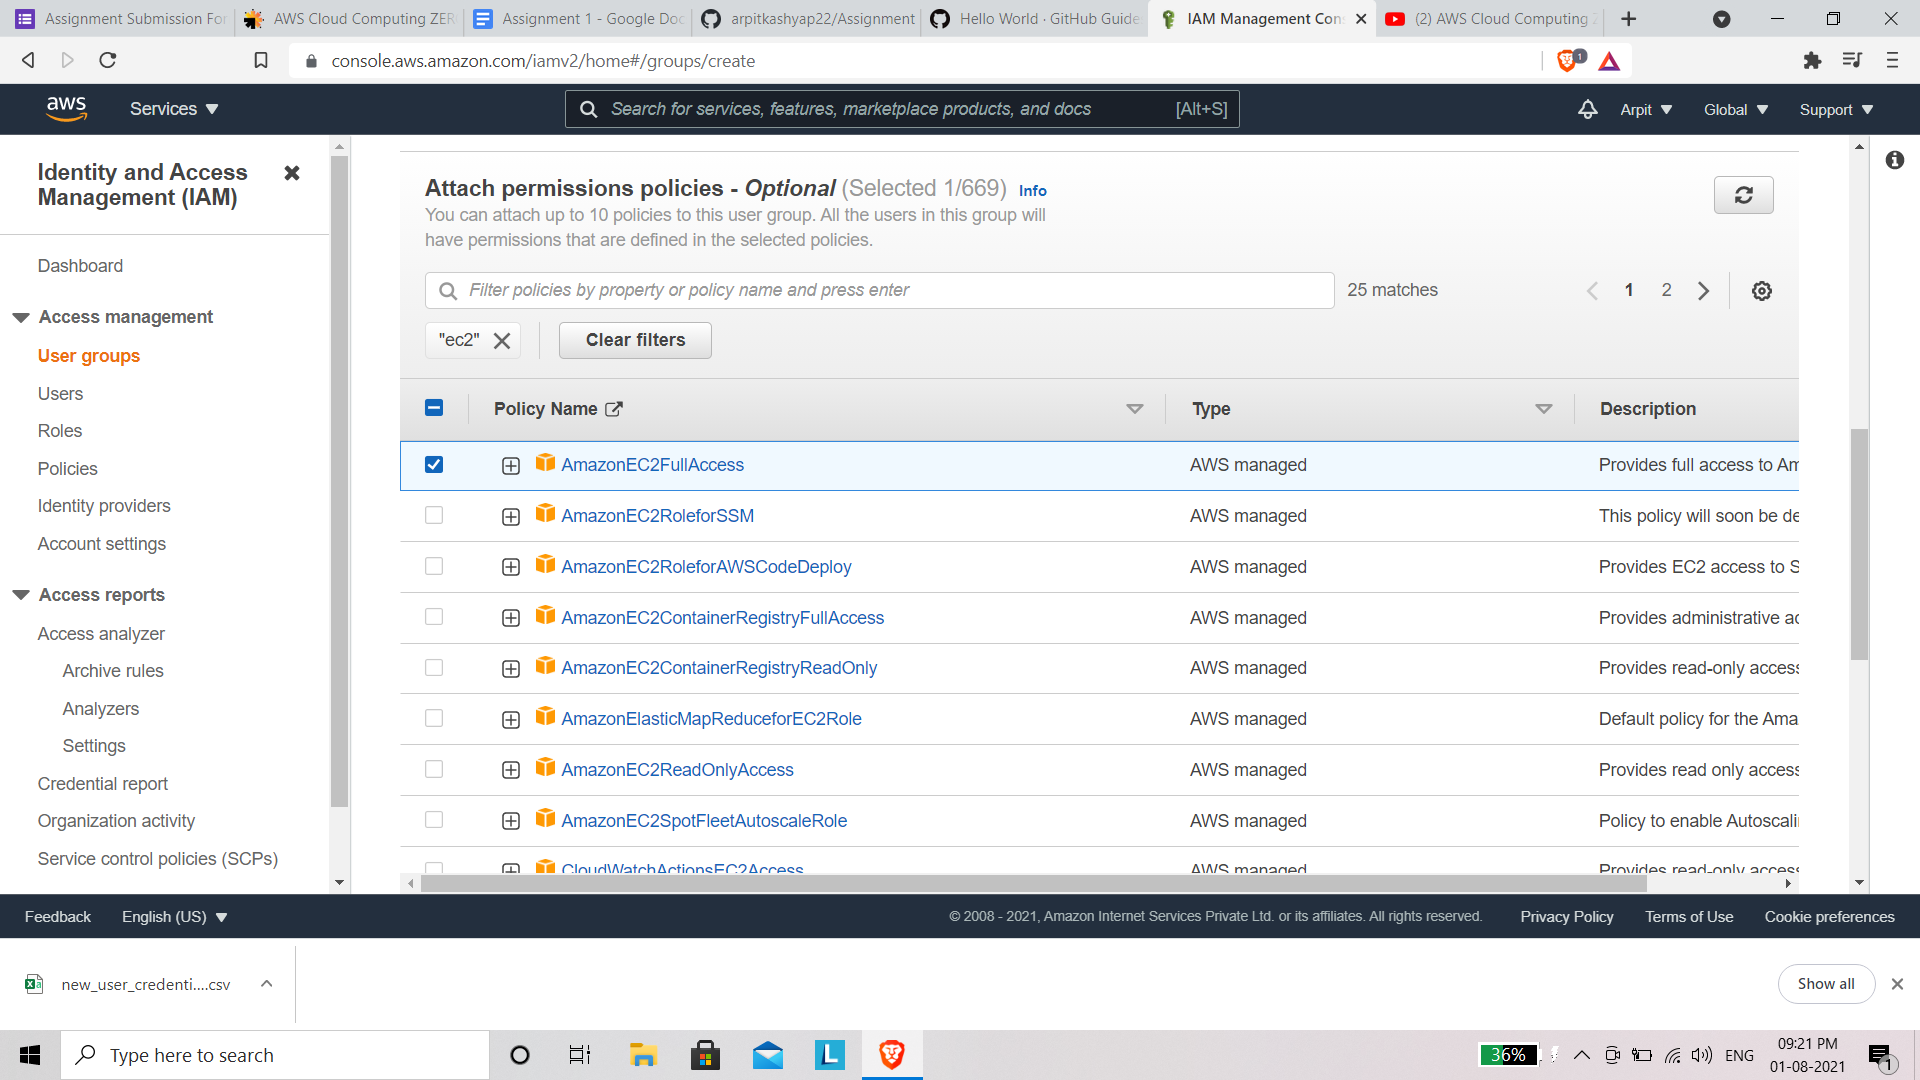 Assignment Submission For
AWS Cloud Computing ZER
Assignment 1 - Google Doc
arpitkashyap22/Assignment
Hello World · GitHub Guide
IAM Management Con
(2) AWS Cloud Computing Z
console.aws.amazon.com/iamv2/home#/groups/create
1
aws
Services
Search for services, features, marketplace products, and docs
[Alt+S]
Arpit
Global
Support
Identity and Access
Management (IAM)
Dashboard
Access management
User groups
Users
Roles
Policies
Identity providers
Account settings
Access reports
Access analyzer
Archive rules
Analyzers
Settings
Credential report
Organization activity
Service control policies (SCPs)
Attach permissions policies - Optional (Selected 1/669) Info
You can attach up to 10 policies to this user group. All the users in this group will
have permissions that are defined in the selected policies.
Filter policies by property or policy name and press enter
25 matches
1 2
"ec2"
Clear filters
Policy Name Type Description
AmazonEC2FullAccess AWS managed Provides full access to Am
AmazonEC2RoleforSSM AWS managed This policy will soon be de
AmazonEC2RoleforAWSCodeDeploy AWS managed Provides EC2 access to S
AmazonEC2ContainerRegistryFullAccess AWS managed Provides administrative ac
AmazonEC2ContainerRegistryReadOnly AWS managed Provides read-only access
AmazonElasticMapReduceforEC2Role AWS managed Default policy for the Ama
AmazonEC2ReadOnlyAccess AWS managed Provides read only access
AmazonEC2SpotFleetAutoscaleRole AWS managed Policy to enable Autoscali
CloudWatchActionsEC2Access AWS managed Provides read-only access
Feedback
English (US)
© 2008 - 2021, Amazon Internet Services Private Ltd. or its affiliates. All rights reserved.
Privacy Policy
Terms of Use
Cookie preferences
new_user_credenti....csv
Show all
Type here to search
L
36%
ENG
09:21 PM
01-08-2021
1